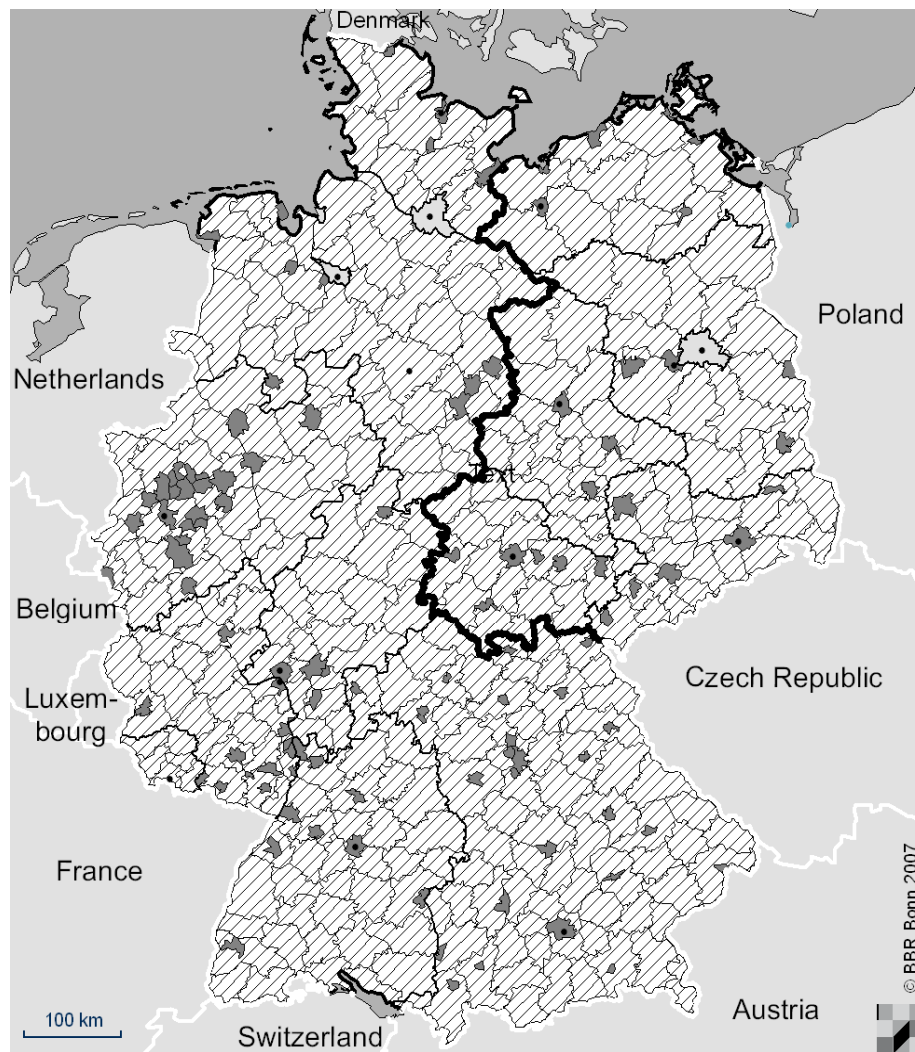 Denmark
Poland
Netherlands
Text
Belgium
Czech Republic
Luxem-
bourg
France
© BBR Bonn 2007
Austria
100 km
Switzerland